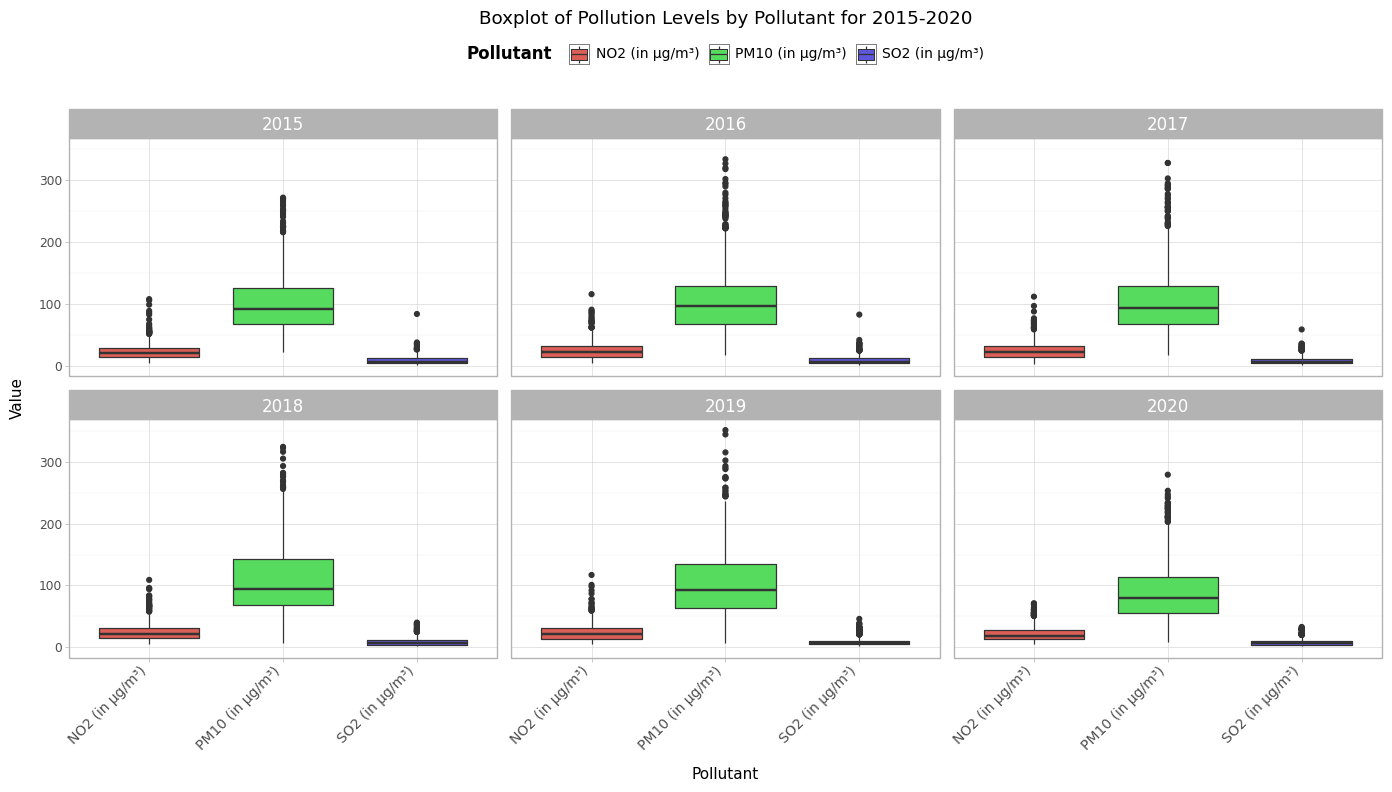 Boxplot of Pollution Levels by Pollutant for 2015-2020
Pollutant NO2 (in µg/m³) PM10 (in µg/m³) SO2 (in µg/m³)
2015 2016 2017
300
200
100
0
Value
2018 2019 2020
300
200
100
0
NO2 (in µg/m³) PM10 (in µg/m³) SO2 (in µg/m³) NO2 (in µg/m³) PM10 (in µg/m³) SO2 (in µg/m³) NO2 (in µg/m³) PM10 (in µg/m³) SO2 (in µg/m³)
Pollutant